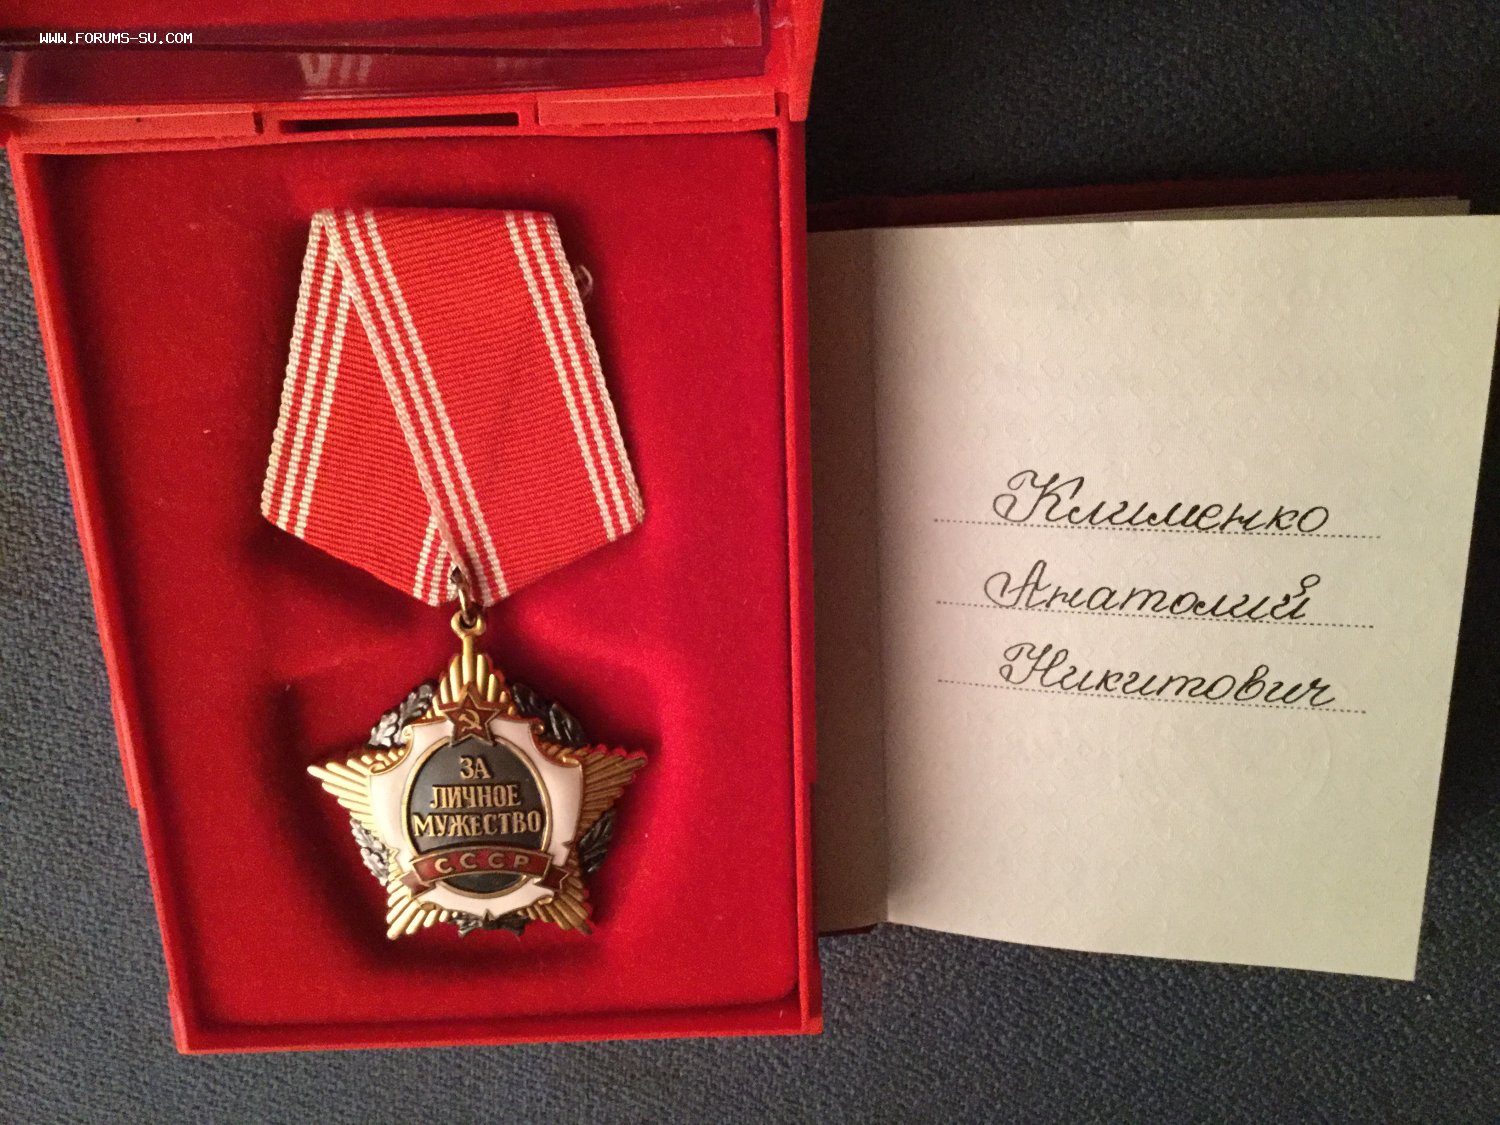 WWW.FORUMS-SU.COM
ЗА
ЛИЧНОЕ
МУЖЕСТВО
СССР
Клименко
Анатолий
Никитович